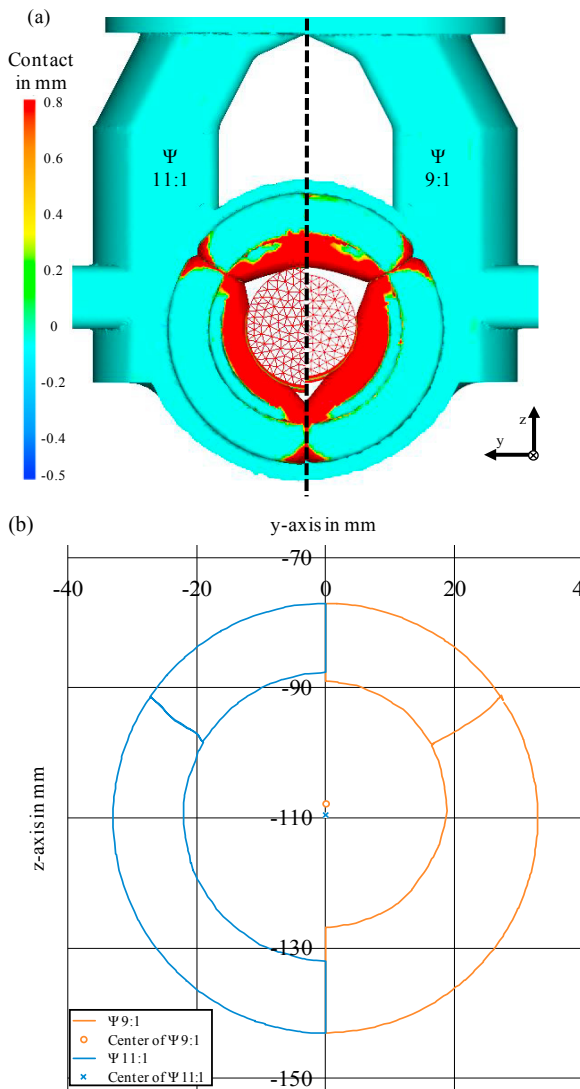 (a)
Contact
in mm
0.8
0.6
0.4
0.2
0
-0.2
-0.4
-0.5
Ψ
11:1
Ψ
9:1
z
y
(b)
y-axis in mm
-70
-40
-20
0
20
40
-90
-110
-130
-150
z-axis in mm
Ψ 9:1
Center of Ψ 9:1
Ψ 11:1
Center of Ψ 11:1